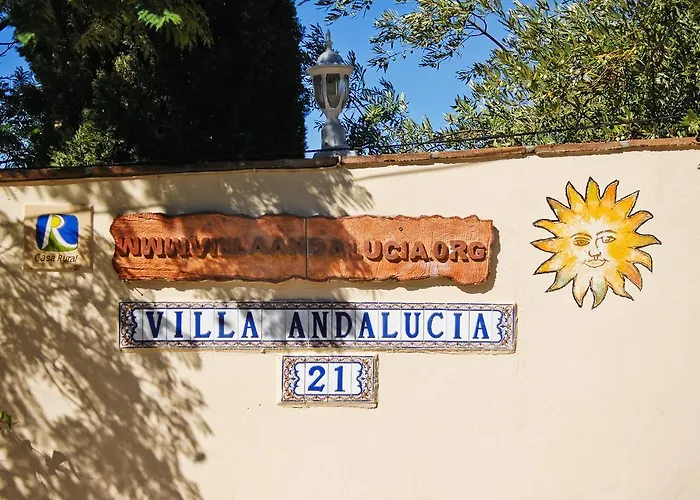 R
Casa Rural
WWW.VILLAANDALUCIA.ORG
VILLA ANDALUCIA
21